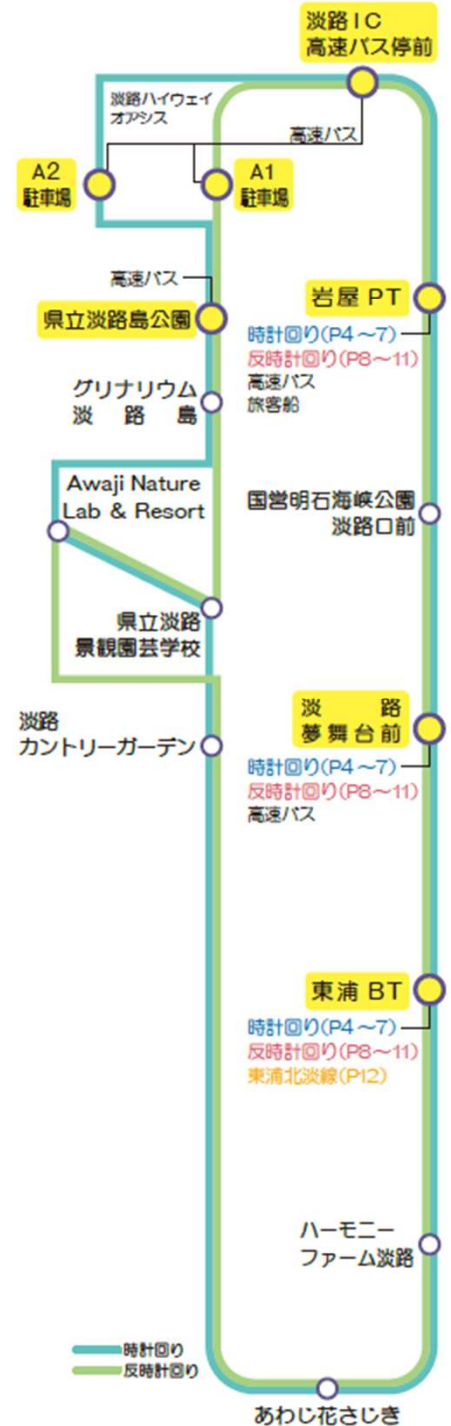 淡路IC
高速バス停前
淡路ハイウェイ
オアシス
高速バス
A2
駐車場
A1
駐車場
高速バス
県立淡路島公園
岩屋 PT
時計回り(P4～7)
反時計回り(P8～11)
高速バス
旅客船
グリナリウム
淡路島
Awaji Nature
Lab & Resort
国営明石海峡公園
淡路口前
県立淡路
景観園芸学校
淡路
夢舞台前
時計回り(P4～7)
反時計回り(P8～11)
高速バス
淡路
カントリーガーデン
東浦 BT
時計回り(P4～7)
反時計回り(P8～11)
東浦北淡線(P12)
ハーモニー
ファーム淡路
時計回り
反時計回り
あわじ花さじき